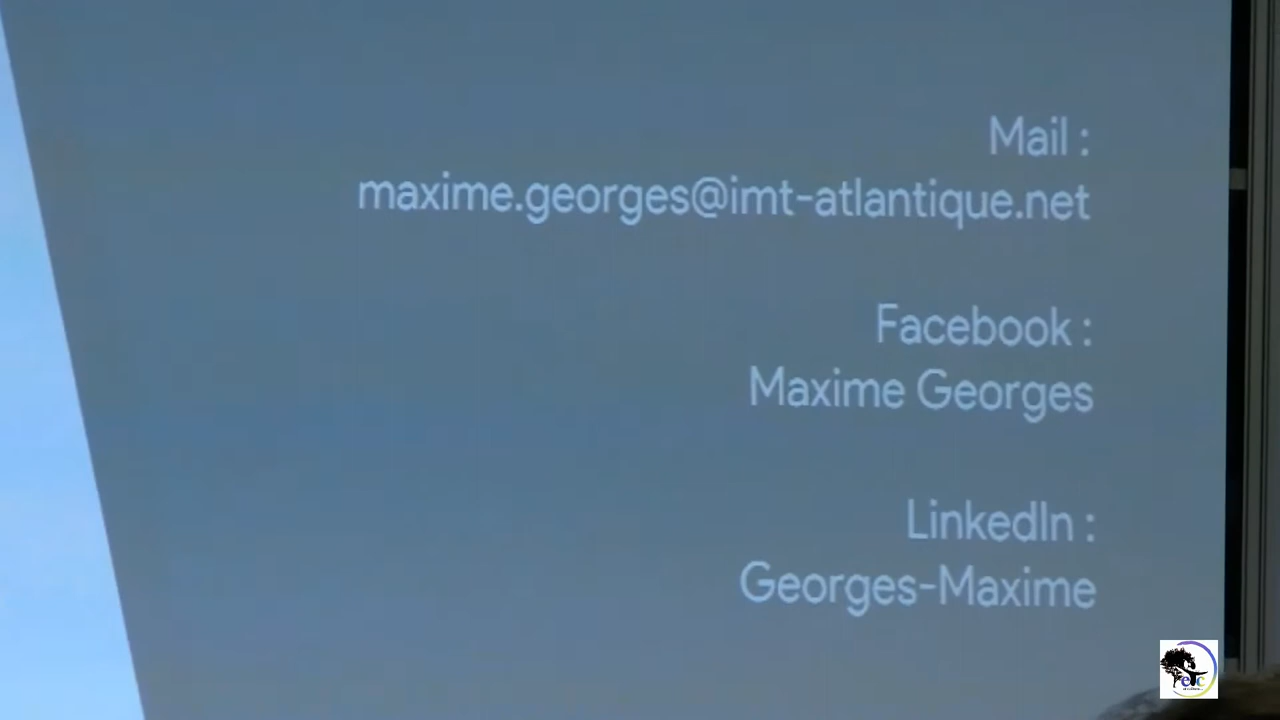 Mail :
maxime.georges@imt-atlantique.net
Facebook :
Maxime Georges
LinkedIn :
Georges-Maxime